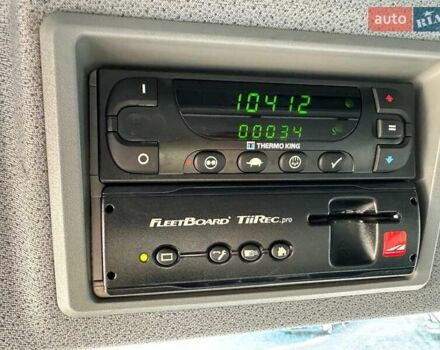 auto RIA
I
10412
00034
THERMO KING
O
FLEETBOARD TiiREC.pro